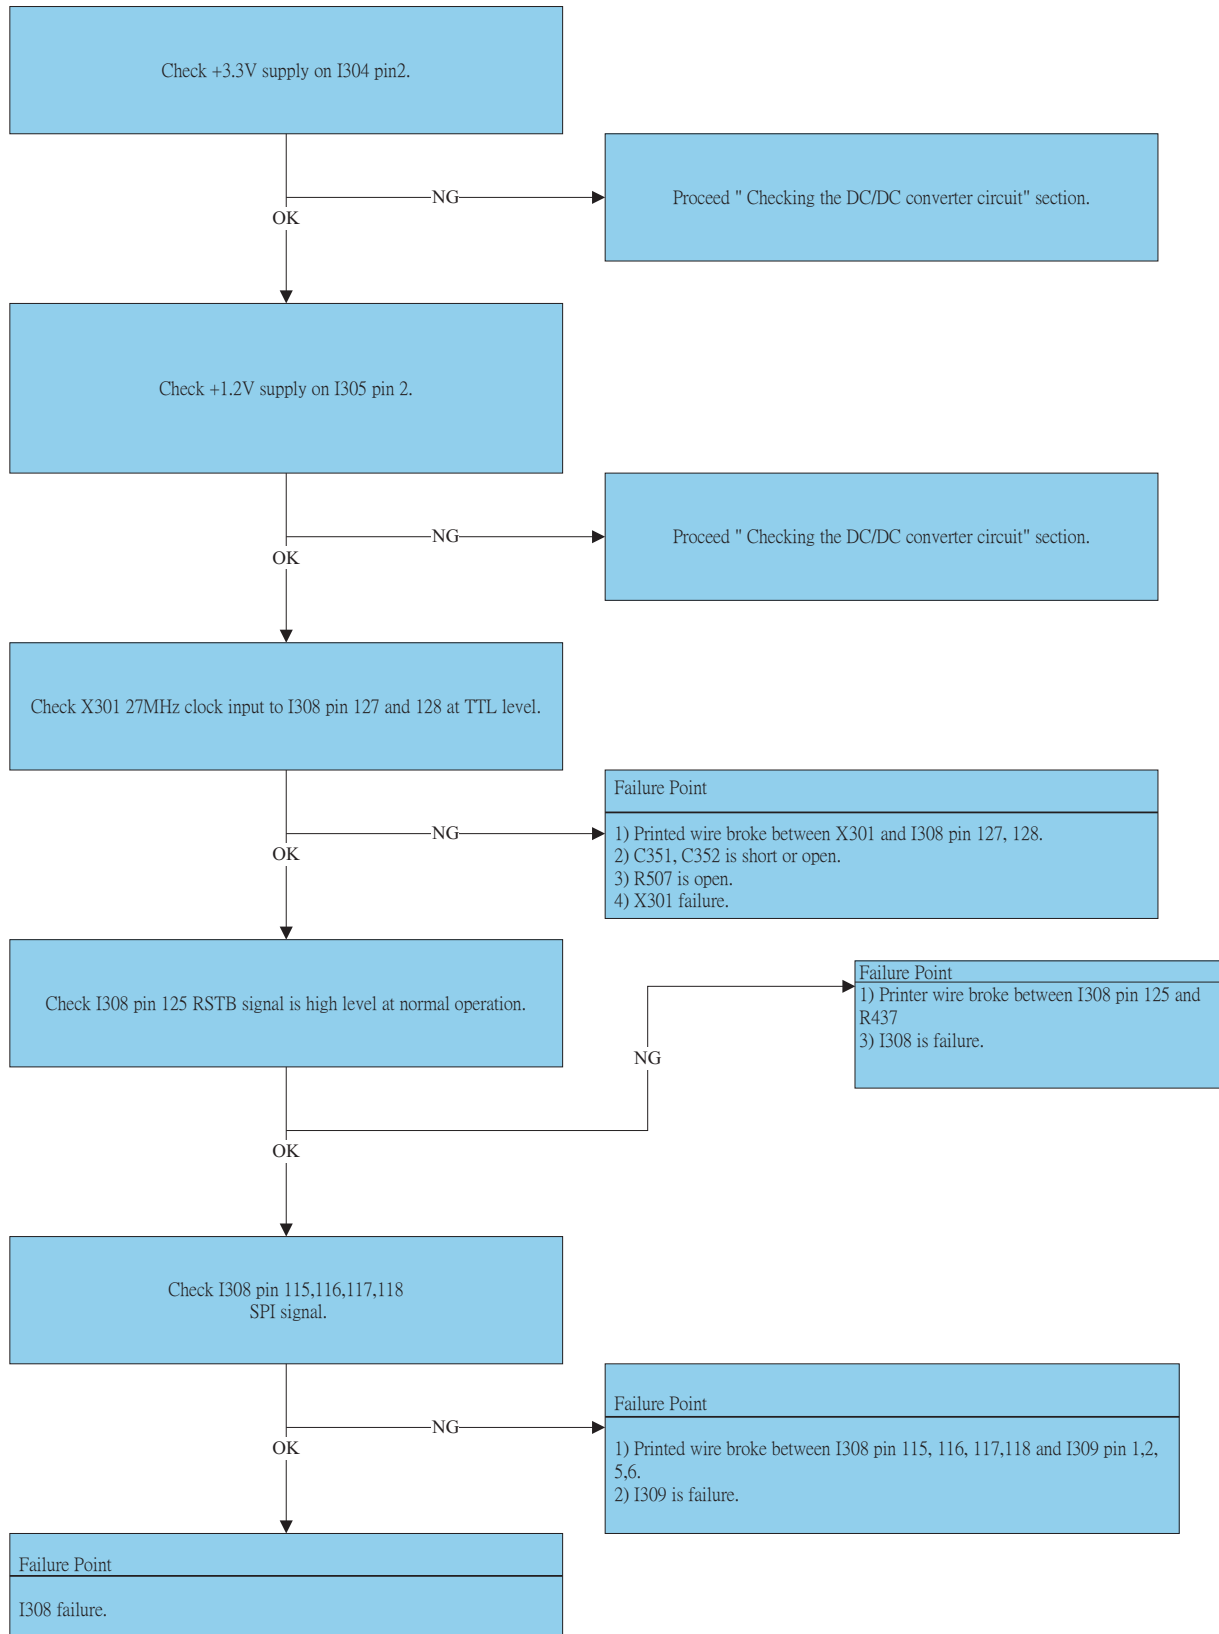 Check +3.3V supply on I304 pin2.
NG
OK
Proceed " Checking the DC/DC converter circuit" section.
Check +1.2V supply on I305 pin 2.
NG
OK
Proceed " Checking the DC/DC converter circuit" section.
Check X301 27MHz clock input to I308 pin 127 and 128 at TTL level.
NG
OK
Failure Point
1) Printed wire broke between X301 and I308 pin 127, 128.
2) C351, C352 is short or open.
3) R507 is open.
4) X301 failure.
Check I308 pin 125 RSTB signal is high level at normal operation.
NG
OK
Failure Point
1) Printer wire broke between I308 pin 125 and
R437
3) I308 is failure.
Check I308 pin 115,116,117,118
SPI signal.
NG
OK
Failure Point
1) Printed wire broke between I308 pin 115, 116, 117,118 and I309 pin 1,2,
5,6.
2) I309 is failure.
Failure Point
I308 failure.